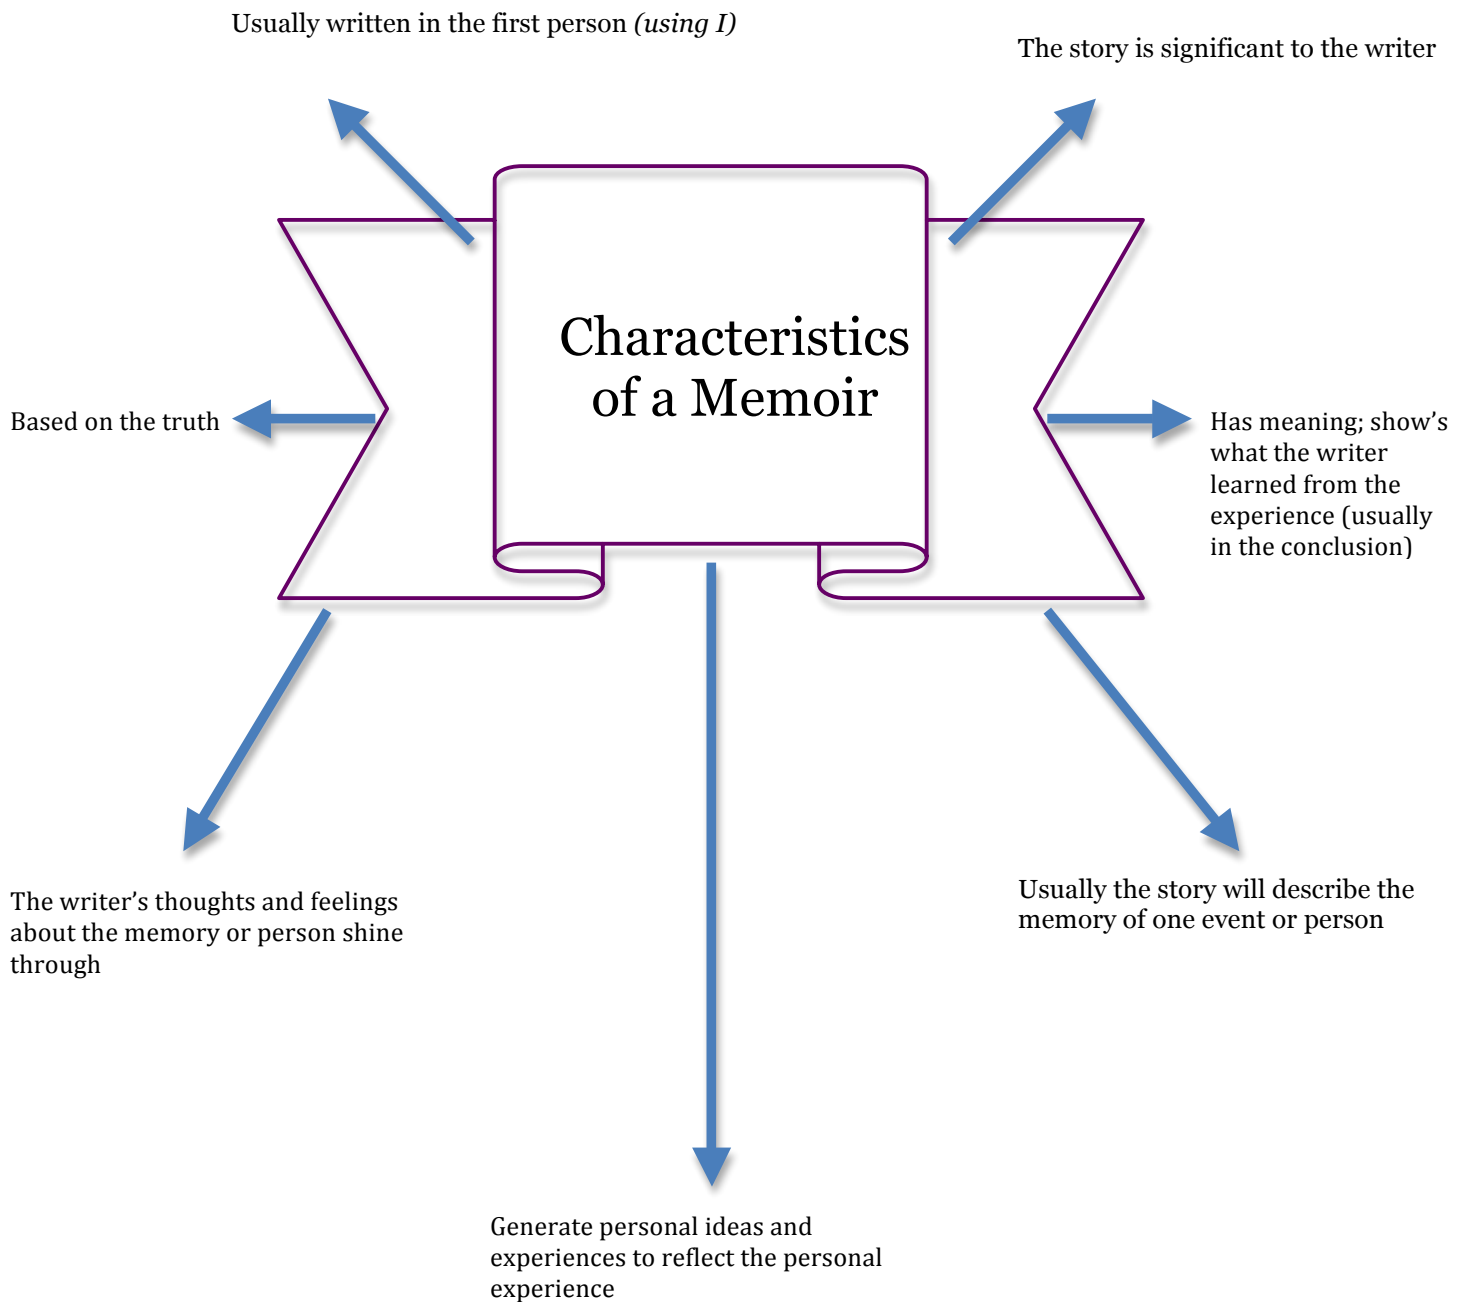 Usually written in the first person (using I)
The story is significant to the writer
Characteristics
of a Memoir
Based on the truth
Has meaning; show’s
what the writer
learned from the
experience (usually
in the conclusion)
The writer’s thoughts and feelings
about the memory or person shine
through
Usually the story will describe the
memory of one event or person
Generate personal ideas and
experiences to reflect the personal
experience